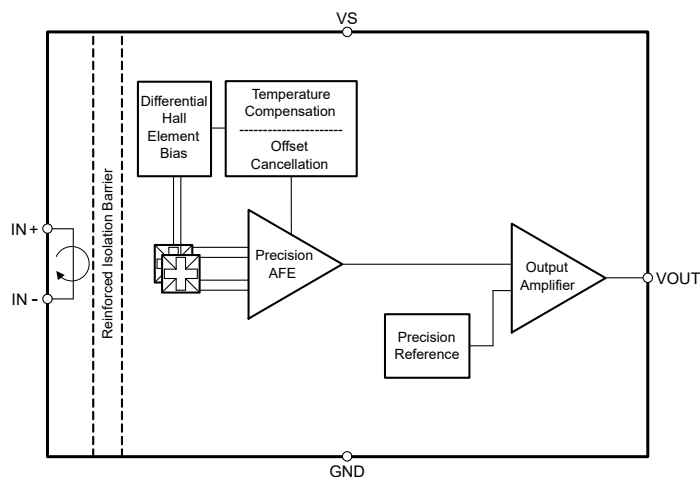 VS
Differential
Hall
Element
Bias
Temperature
Compensation
Offset
Cancellation
Reinforced Isolation Barrier
IN +
IN -
Precision
AFE
Output
Amplifier
VOUT
Precision
Reference
GND